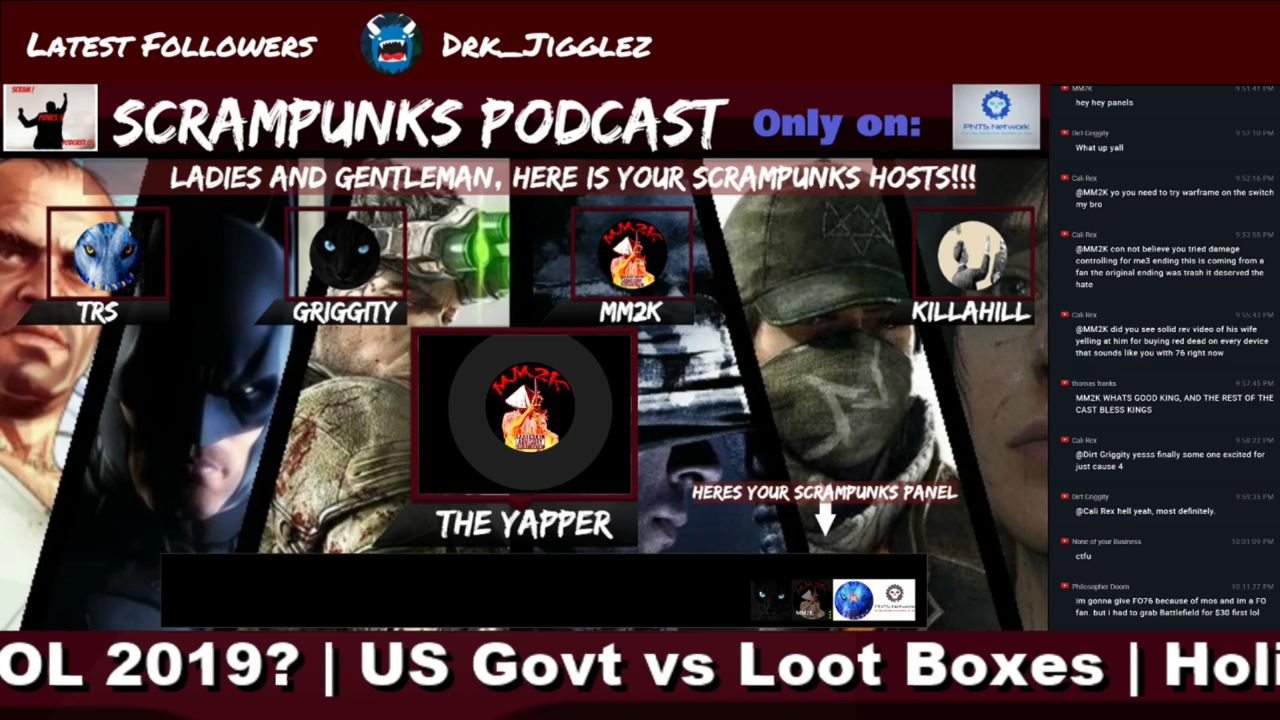 LATEST FOLLOWERS
DRK_JIGGLEZ
SCRAM!
PUNKS!!
PODCAST!!!
SCRAMPUNKS PODCAST
Only on:
PNTS Network
LADIES AND GENTLEMAN, HERE IS YOUR SCRAMPUNKS HOSTS!!!
TRS
GRIGGITY
MM2K
MM2K
KILLAHILL
MM2K
THE YAPPER
HERES YOUR SCRAMPUNKS PANEL
MM2K
PNTS Network
MM2K 9:51:41 PM
hey hey panels
Dirt Griggity 9:52:10 PM
What up yall
Cali Rex 9:52:16 PM
@MM2K yo you need to try warframe on the switch
my bro
Cali Rex 9:53:55 PM
@MM2K con not believe you tried damage
controlling for me3 ending this is coming from a
fan the original ending was trash it deserved the
hate
Cali Rex 9:55:43 PM
@MM2K did you see solid rev video of his wife
yelling at him for buying red dead on every device
that sounds like you with 76 right now
thomas franks 9:57:45 PM
MM2K WHATS GOOD KING, AND THE REST OF THE
CAST BLESS KINGS
Cali Rex 9:58:22 PM
@Dirt Griggity yesss finally some one excited for
just cause 4
Dirt Griggity 9:59:35 PM
@Cali Rex hell yeah, most definitely.
None of your Business 10:01:09 PM
ctfu
Philosopher Doom 10:11:27 PM
im gonna give FO76 because of mos and im a FO
fan. but i had to grab Battlefield for $30 first lol
OL 2019? | US Govt vs Loot Boxes | Holi